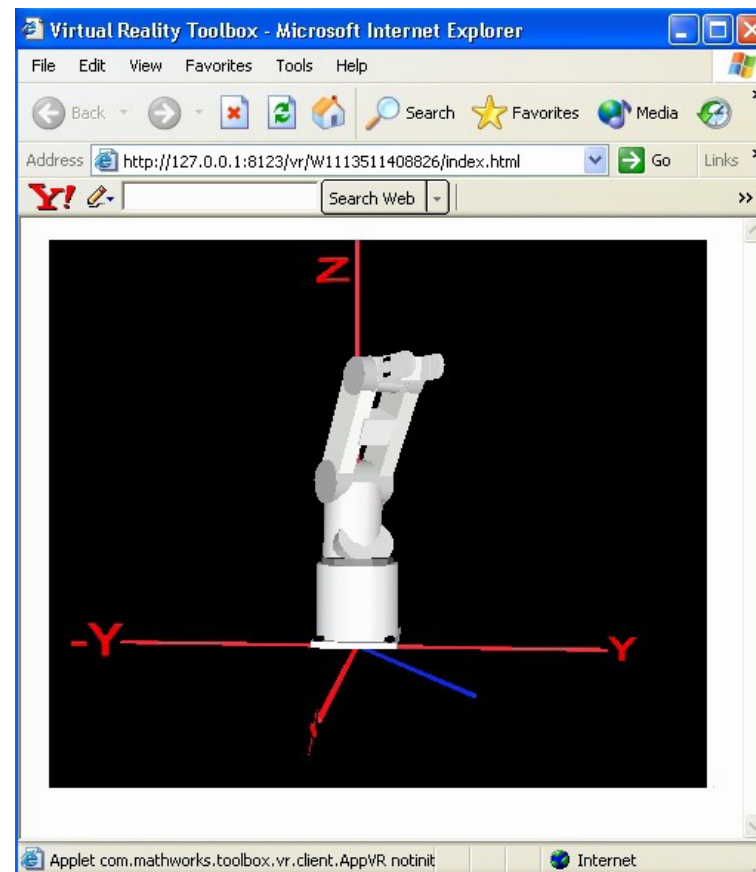 Virtual Reality Toolbox - Microsoft Internet Explorer
File Edit View Favorites Tools Help
Back Search Favorites Media
Address http://127.0.0.1:8123/vr/W1113511408826/index.html Go Links
Y! Search Web
Z
-Y Y
Applet com.mathworks.toolbox.vr.client.AppVR notinit Internet